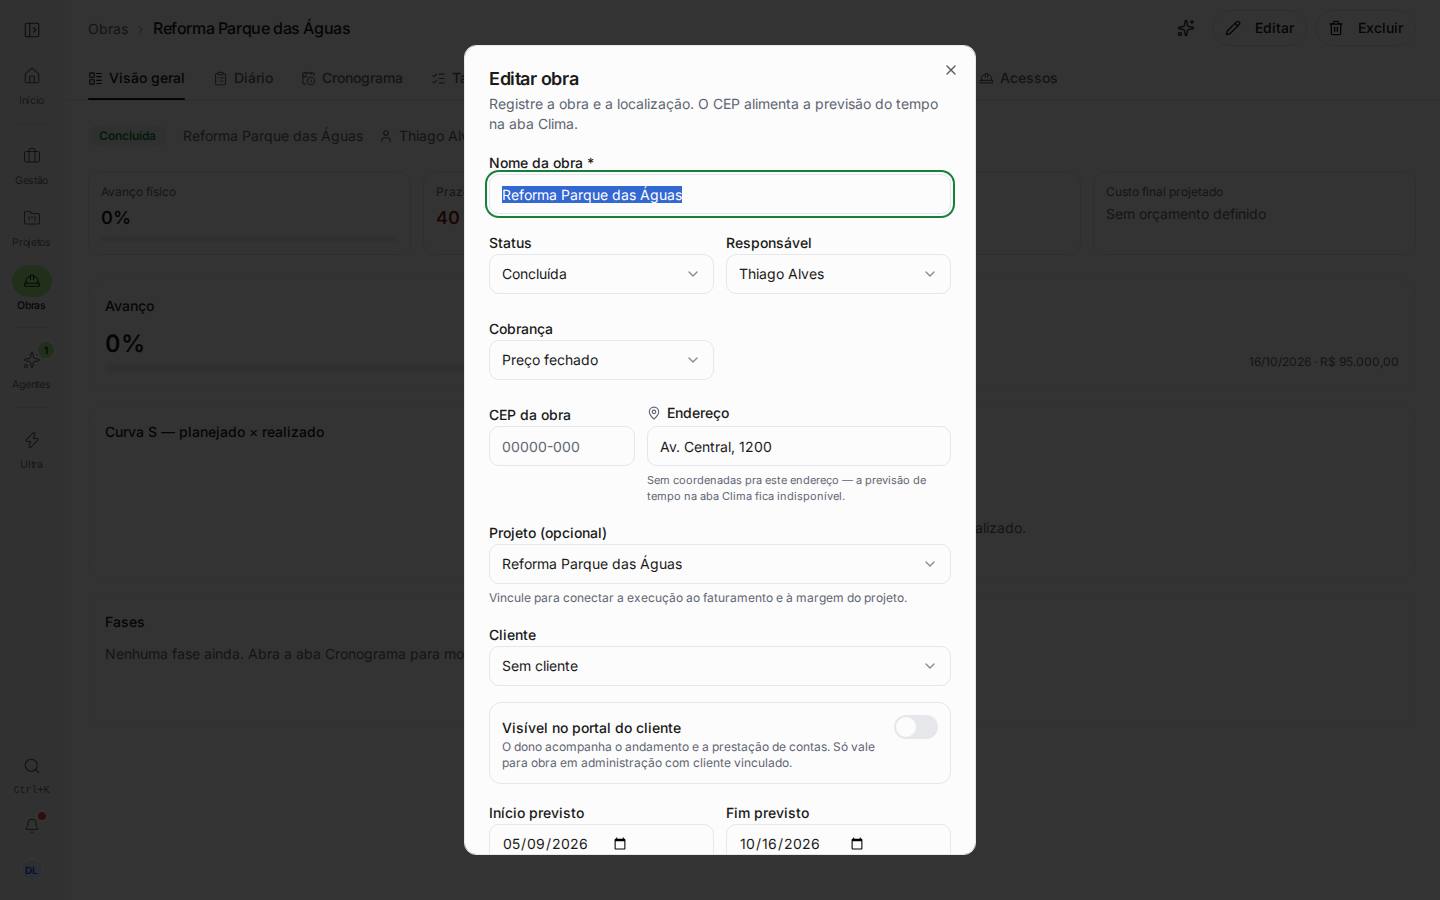 Obras
Reforma Parque das Águas
Editar
Excluir
Visão geral
Diário
Cronograma
Ta
Acessos
Início
Gestão
Projetos
Obras
1
Agentes
Ultra
Ctrl+K
DL
Concluída
Reforma Parque das Águas
Thiago Alv
Avanço físico
0%
Praz
40
Custo final projetado
Sem orçamento definido
Avanço
0%
16/10/2026 · R$ 95.000,00
Curva S — planejado × realizado
alizado.
Fases
Nenhuma fase ainda. Abra a aba Cronograma para mo
Editar obra
Registre a obra e a localização. O CEP alimenta a previsão do tempo
na aba Clima.
Nome da obra *
Reforma Parque das Águas
Status
Responsável
Concluída
Thiago Alves
Cobrança
Preço fechado
CEP da obra
Endereço
00000-000
Av. Central, 1200
Sem coordenadas pra este endereço — a previsão de
tempo na aba Clima fica indisponível.
Projeto (opcional)
Reforma Parque das Águas
Vincule para conectar a execução ao faturamento e à margem do projeto.
Cliente
Sem cliente
Visível no portal do cliente
O dono acompanha o andamento e a prestação de contas. Só vale
para obra em administração com cliente vinculado.
Início previsto
Fim previsto
05/09/2026
10/16/2026